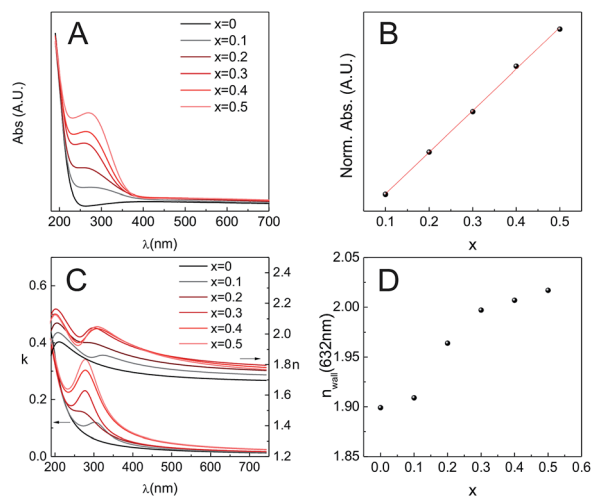 A
x=0
x=0.1
x=0.2
x=0.3
x=0.4
x=0.5
Abs (A.U.)
200 300 400 500 600 700
λ(nm)
B
Norm. Abs. (A.U.)
0.1 0.2 0.3 0.4 0.5
x
C
x=0
x=0.1
x=0.2
x=0.3
x=0.4
x=0.5
0.6
0.4
0.2
0.0
k
2.4
2.2
2.0
1.8
1.6
1.4
1.2
n
200 300 400 500 600 700
λ(nm)
D
2.05
2.00
1.95
1.90
1.85
n_wall(632nm)
0.0 0.1 0.2 0.3 0.4 0.5 0.6
x